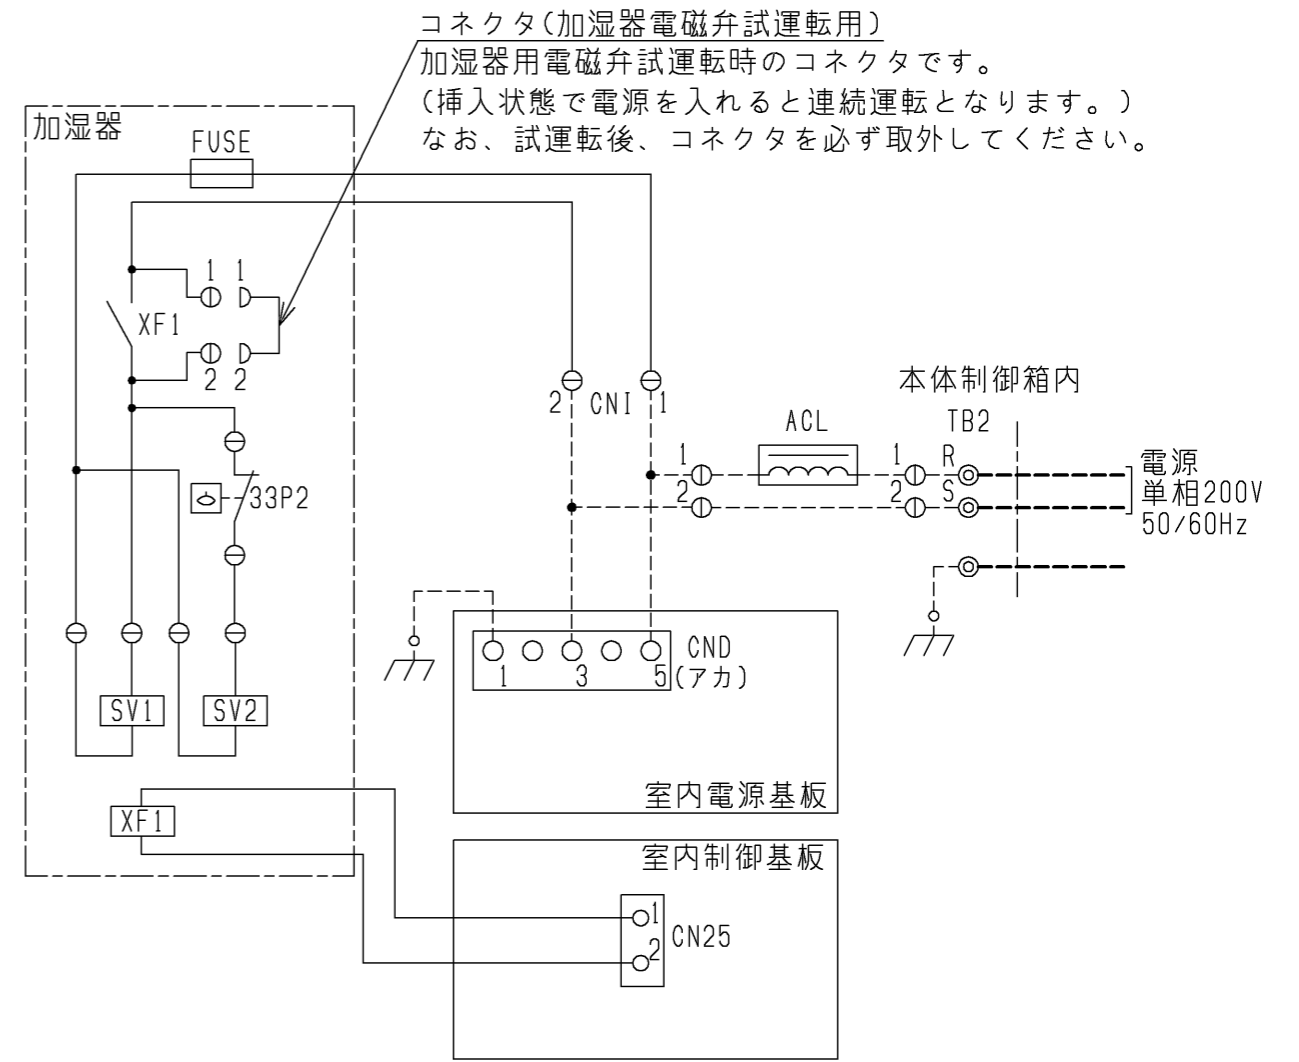 コネクタ(加湿器電磁弁試運転用)
加湿器用電磁弁試運転時のコネクタです。
(挿入状態で電源を入れると連続運転となります。)
なお、試運転後、コネクタを必ず取外してください。
加湿器
FUSE
1 1
XF1
2 2
本体制御箱内
2 CNI 1
ACL
TB2
1
1 R
電源
2
2 S
単相200V
50/60Hz
33P2
CND
1 3 5 (アカ)
SV1
SV2
室内電源基板
XF1
室内制御基板
1
CN25
2